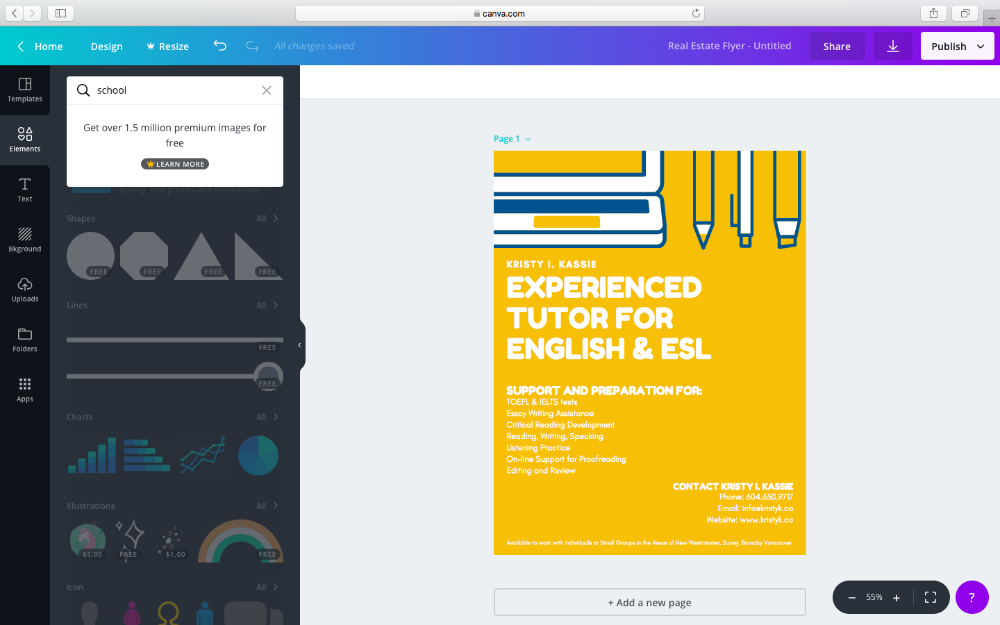 canva.com
Home
Design
Resize
All changes saved
Real Estate Flyer - Untitled
Share
Publish
Templates
Elements
Text
Bkground
Uploads
Folders
Apps
school
Get over 1.5 million premium images for
free
LEARN MORE
quality, free photos and illustrations.
Shapes
All
FREE
FREE
FREE
FREE
Lines
All
FREE
FREE
Charts
All
Illustrations
All
$1.00
FREE
$1.00
FREE
Icon
All
Page 1
KRISTY I. KASSIE
EXPERIENCED
TUTOR FOR
ENGLISH & ESL
SUPPORT AND PREPARATION FOR:
TOEFL & IELTS tests
Essay Writing Assistance
Critical Reading Development
Reading, Writing, Speaking
Listening Practice
On-line Support for Proofreading
Editing and Review
CONTACT KRISTY I. KASSIE
Phone: 604.630.9717
Email: info@kristyk.ca
Website: www.kristyk.ca
Available to work with Individuals or Small Groups in the Areas of New Westminster, Surrey, Burnaby Vancouver
+ Add a new page
55%
?